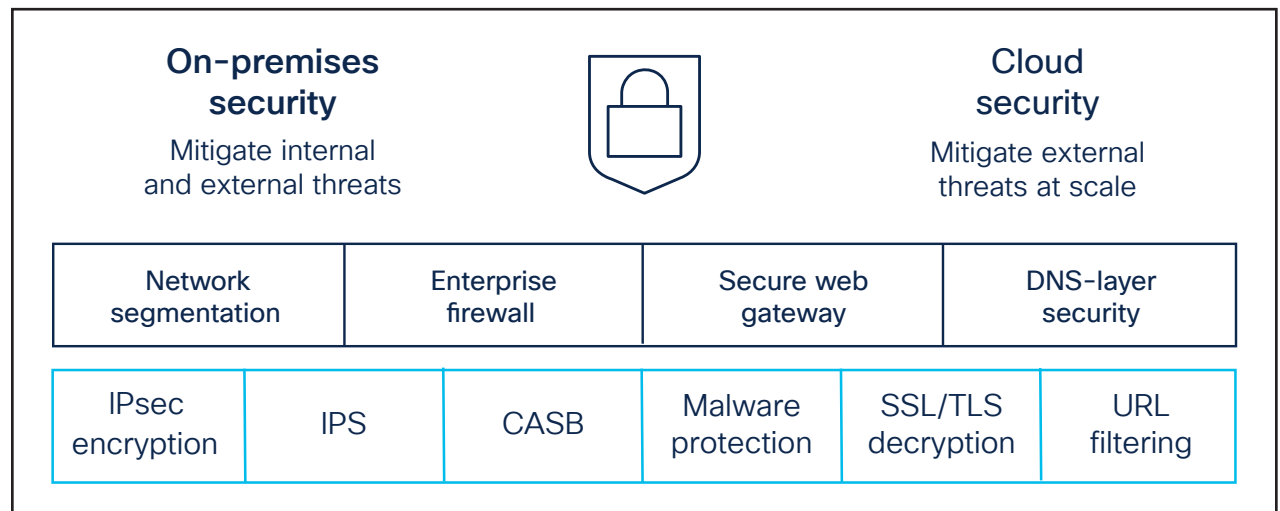 On-premises
security
Mitigate internal
and external threats
Cloud
security
Mitigate external
threats at scale
Network
segmentation
Enterprise
firewall
Secure web
gateway
DNS-layer
security
IPsec
encryption
IPS
CASB
Malware
protection
SSL/TLS
decryption
URL
filtering